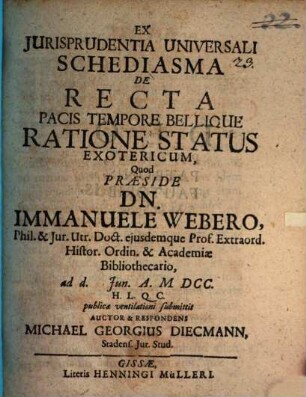 22.
23.
EX
JURISPRUDENTIA UNIVERSALI
SCHEDIASMA
DE
RECTA
PACIS TEMPORE BELLIQUE
RATIONE STATUS
EXOTERICUM,
Quod
PRÆSIDE
DN.
IMMANUELE WEBERO,
Phil. & Jur. Utr. Doct. ejusdemque Prof. Extraord.
Histor. Ordin. & Academiæ
Bibliothecario,
ad d. Jun. A. M DCC.
H. L. Q. C.
publicæ ventilationi submittit
AUCTOR & RESPONDENS
MICHAEL GEORGIUS DIECMANN,
Stadens. Jur. Stud.
GISSÆ,
Literis HENNINGI MüLLERI.